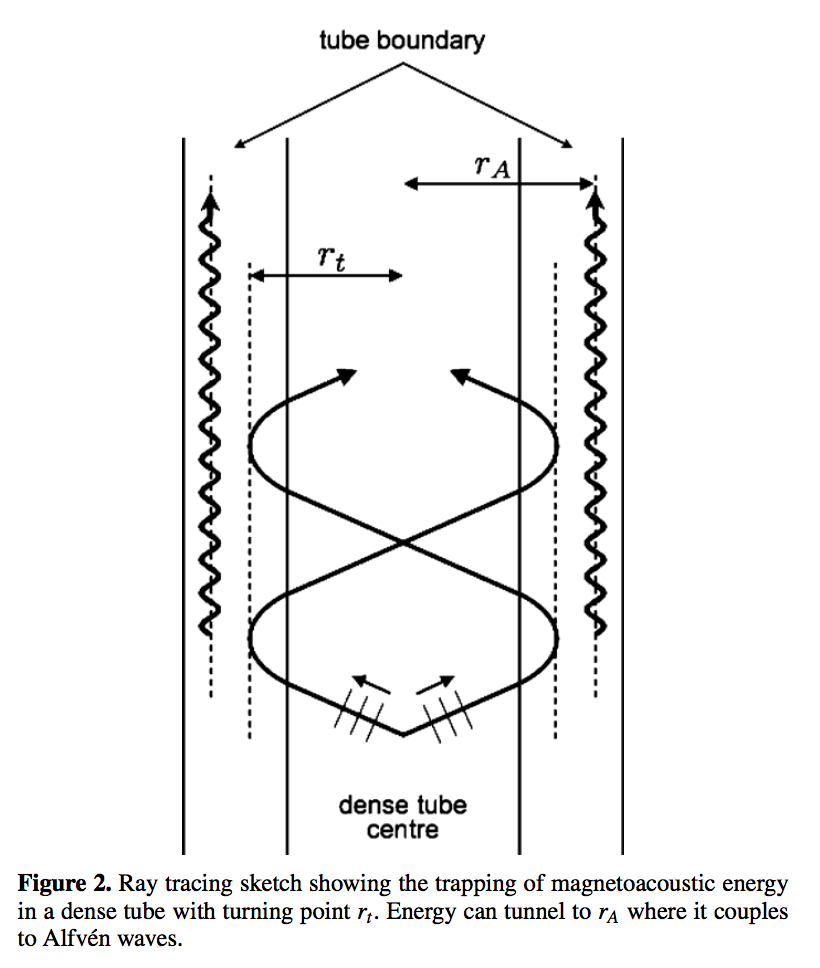 tube boundary
r_A
r_t
dense tube
centre
Figure 2. Ray tracing sketch showing the trapping of magnetoacoustic energy
in a dense tube with turning point r_t. Energy can tunnel to r_A where it couples
to Alfvén waves.